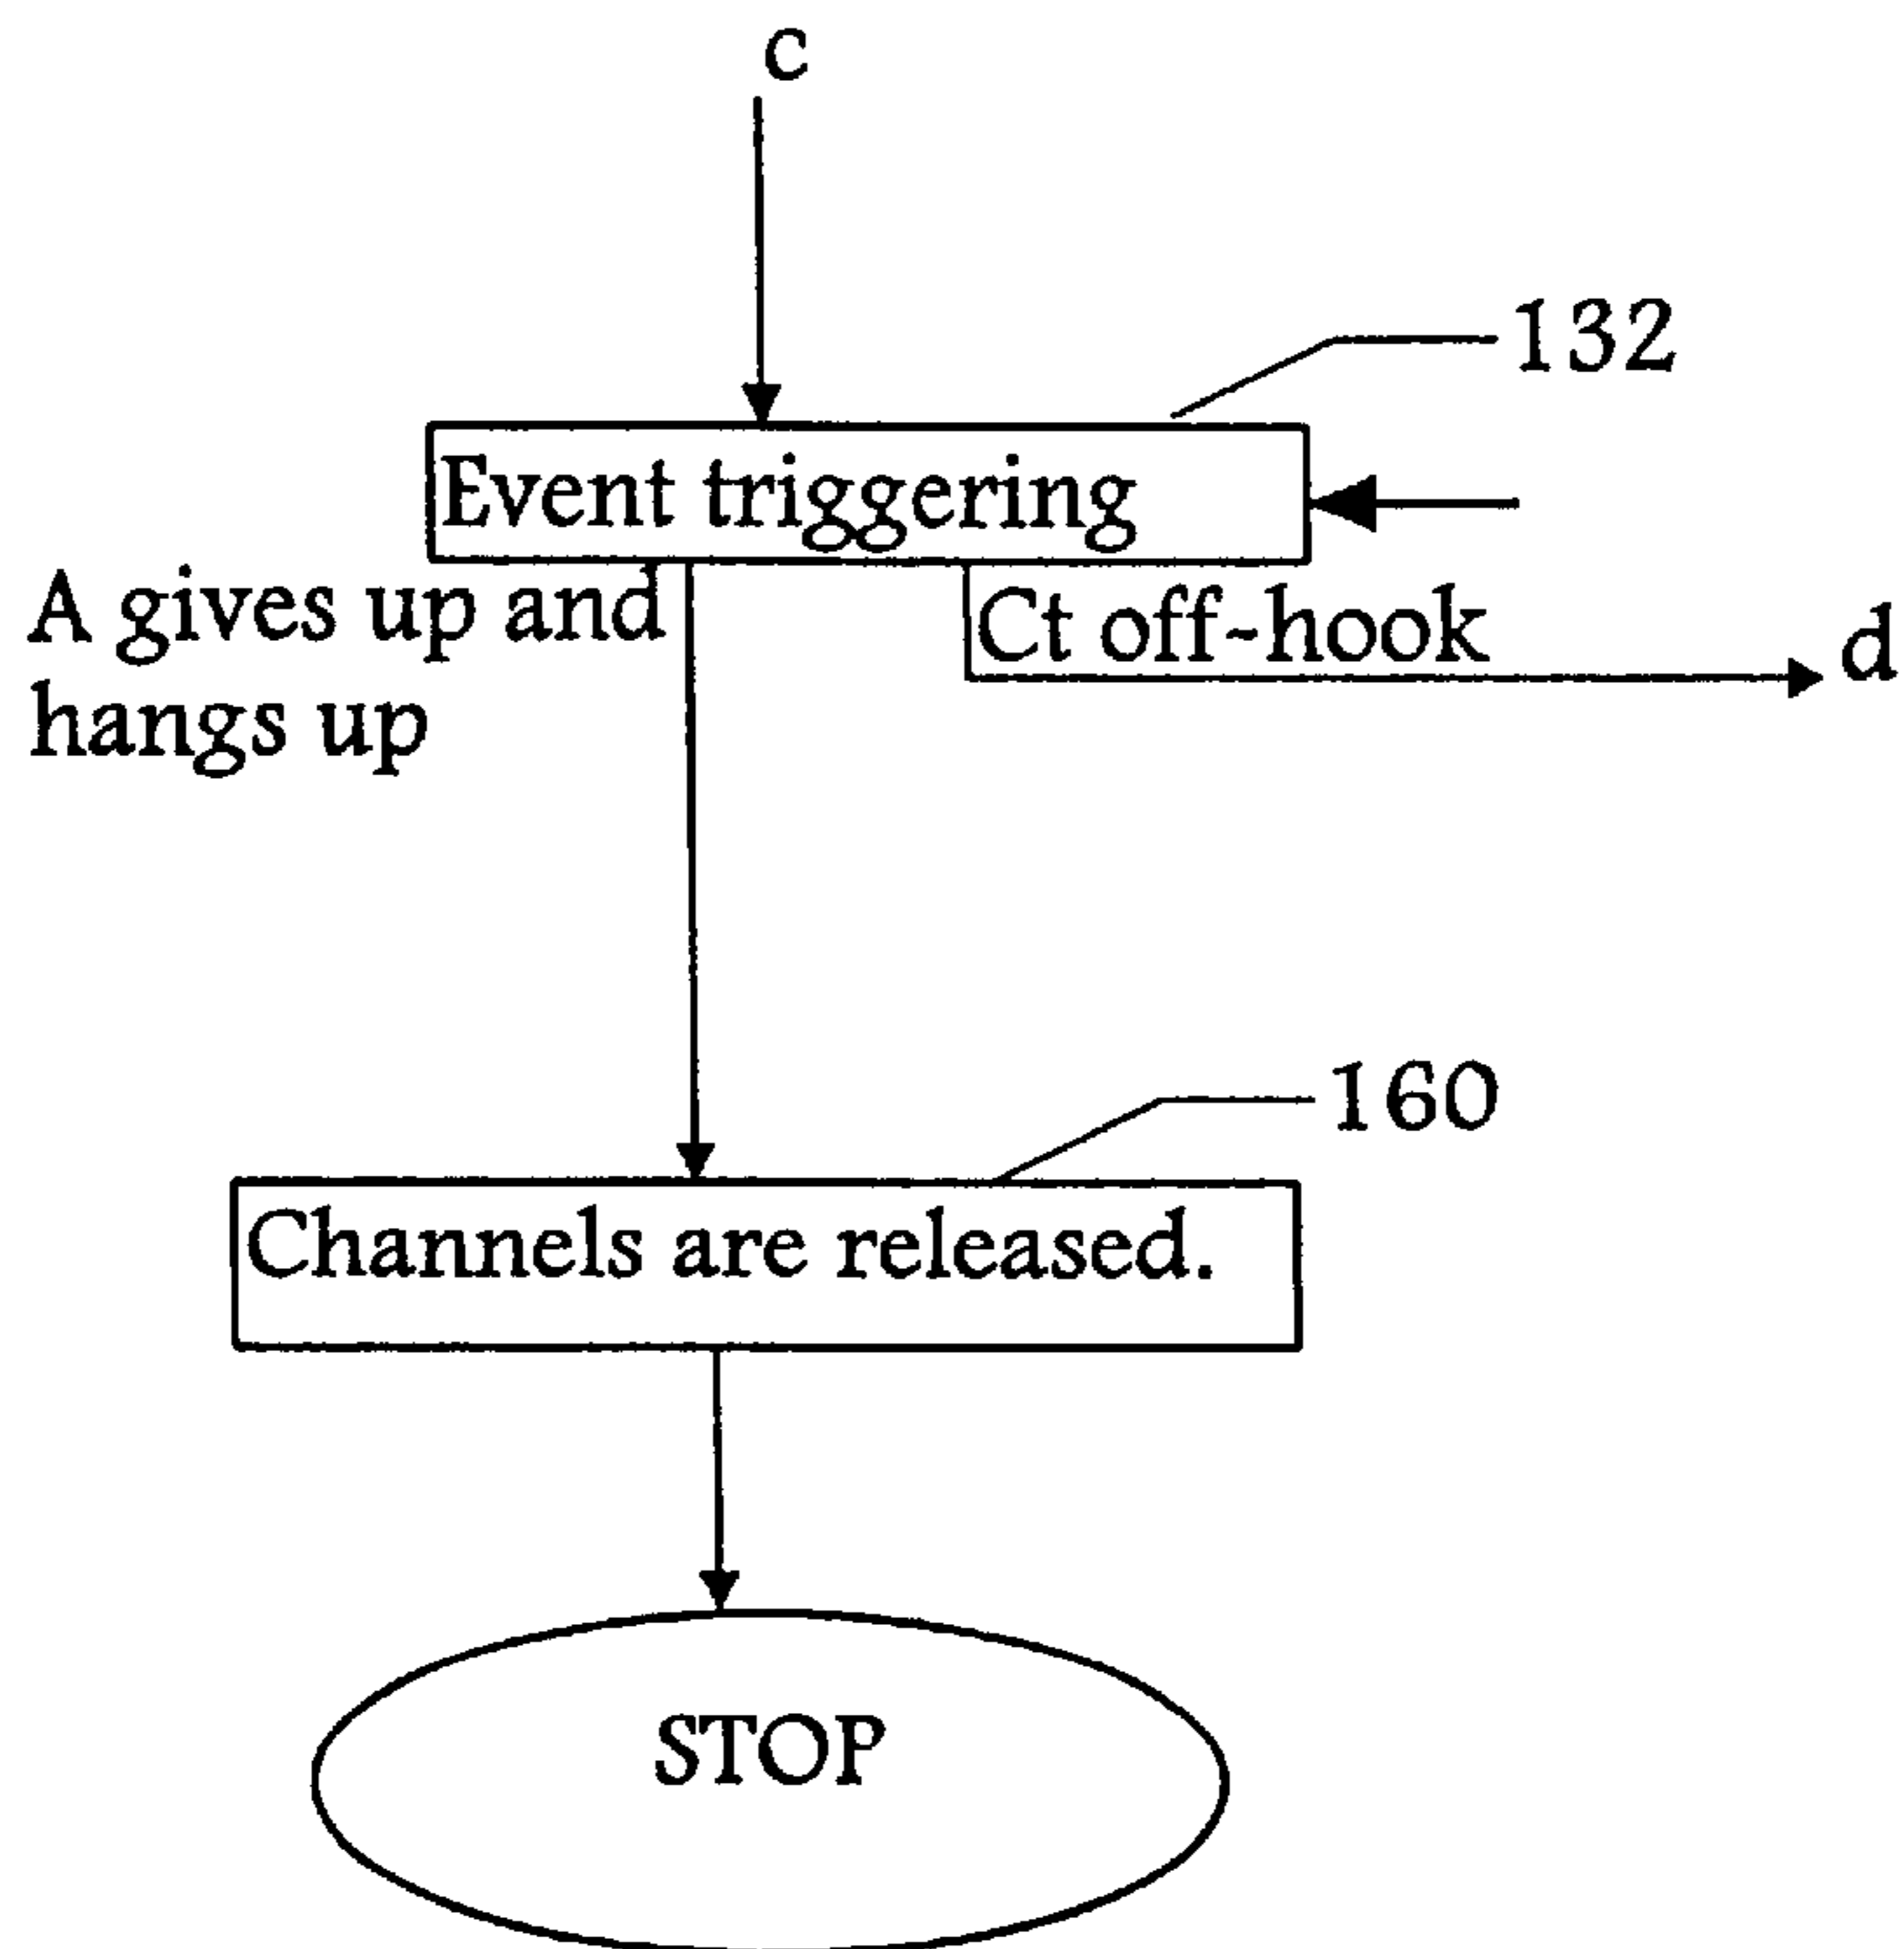 c
132
Event triggering
A gives up and
hangs up
Ct off-hook
d
160
Channels are released.
STOP